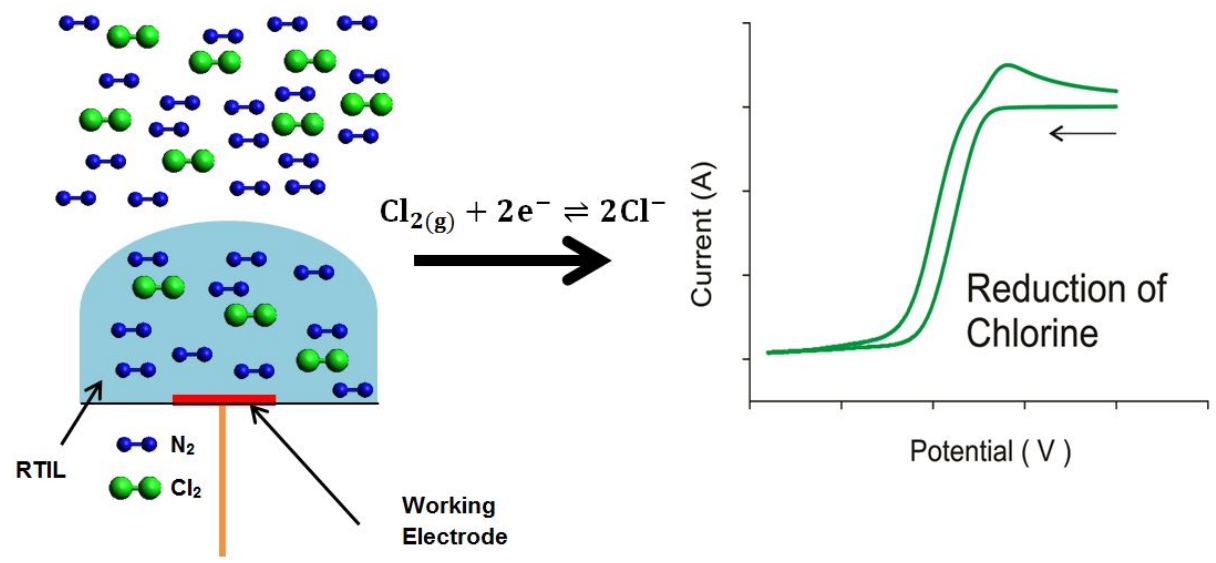 Cl₂₍g₎ + 2e⁻ ⇌ 2Cl⁻
RTIL
N₂
Cl₂
Working
Electrode
Current (A)
Reduction of
Chlorine
Potential ( V )